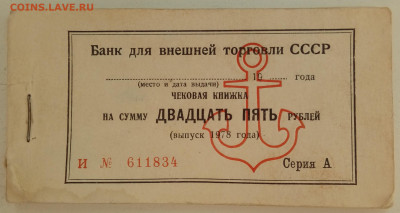 COINS.LAVE.RU
Банк для внешней торговли СССР
19 года
(место и дата выдачи)
ЧЕКОВАЯ КНИЖКА
НА СУММУ ДВАДЦАТЬ ПЯТЬ РУБЛЕЙ
(выпуск 1978 года)
И № 611834 Серия А